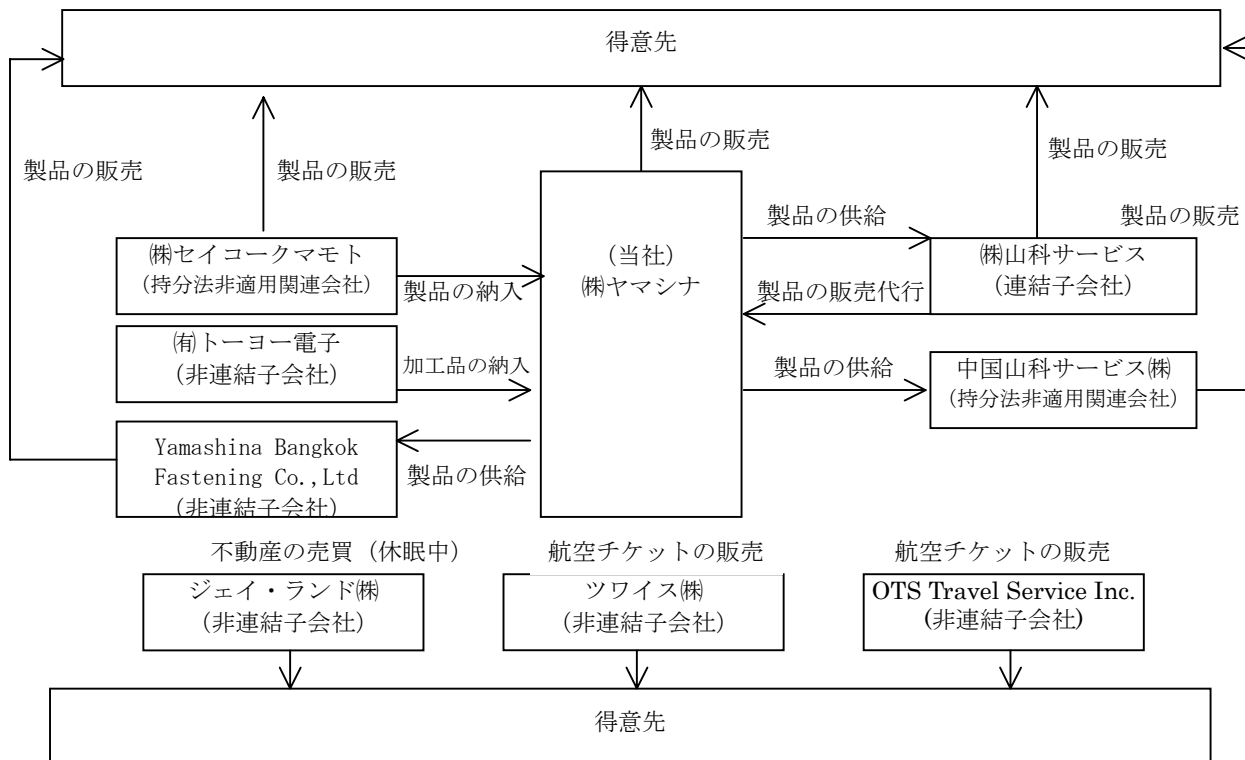 得意先
製品の販売
製品の販売
製品の販売
製品の販売
製品の販売
製品の供給
㈱セイコークマモト
(持分法非適用関連会社)
製品の納入
(当社)
㈱ヤマシナ
㈱山科サービス
(連結子会社)
製品の販売代行
㈲トーヨー電子
(非連結子会社)
加工品の納入
製品の供給
中国山科サービス㈱
(持分法非適用関連会社)
Yamashina Bangkok
Fastening Co.,Ltd
(非連結子会社)
製品の供給
不動産の売買(休眠中)
航空チケットの販売
航空チケットの販売
ジェイ・ランド㈱
(非連結子会社)
ツワイス㈱
(非連結子会社)
OTS Travel Service Inc.
(非連結子会社)
得意先